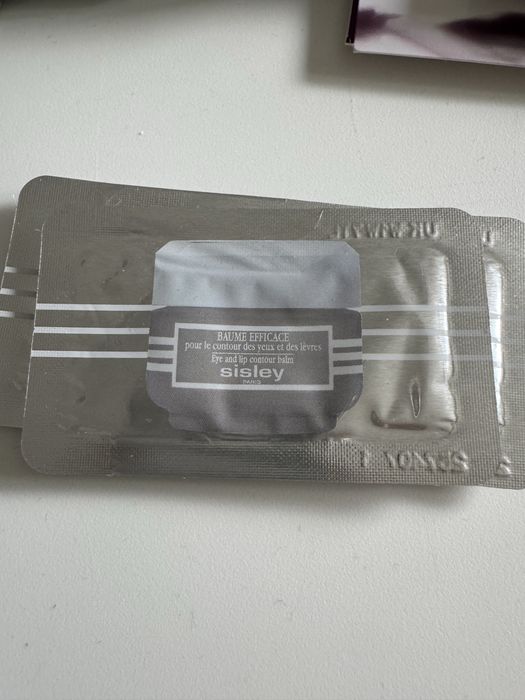 BAUME EFFICACE
pour le contour des yeux et des lèvres
Eye and lip contour balm
sisley
PARIS